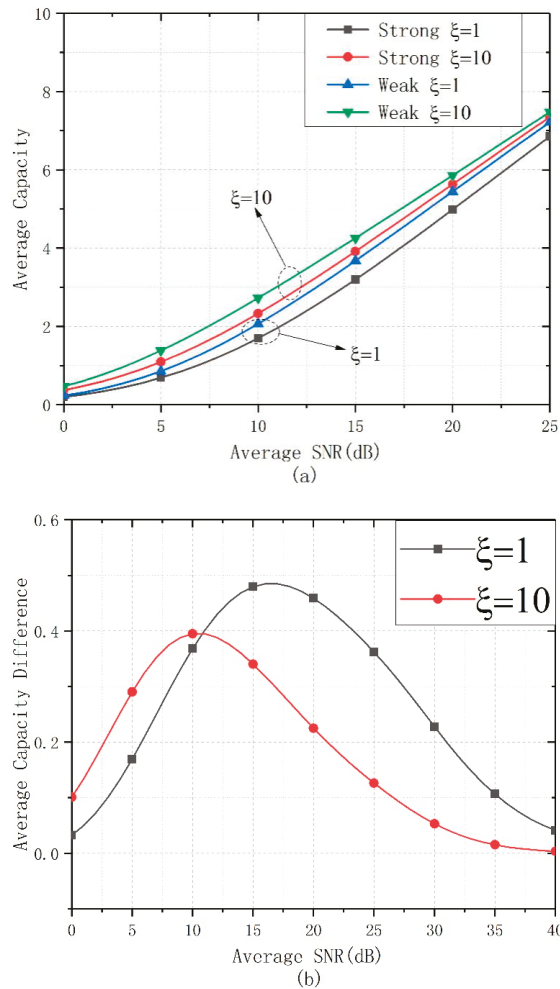 10
8
6
4
2
0
Average Capacity
Strong ξ=1
Strong ξ=10
Weak ξ=1
Weak ξ=10
ξ=10
ξ=1
0 5 10 15 20 25
Average SNR(dB)
(a)
0.6
0.4
0.2
0.0
Average Capacity Difference
ξ=1
ξ=10
0 5 10 15 20 25 30 35 40
Average SNR(dB)
(b)